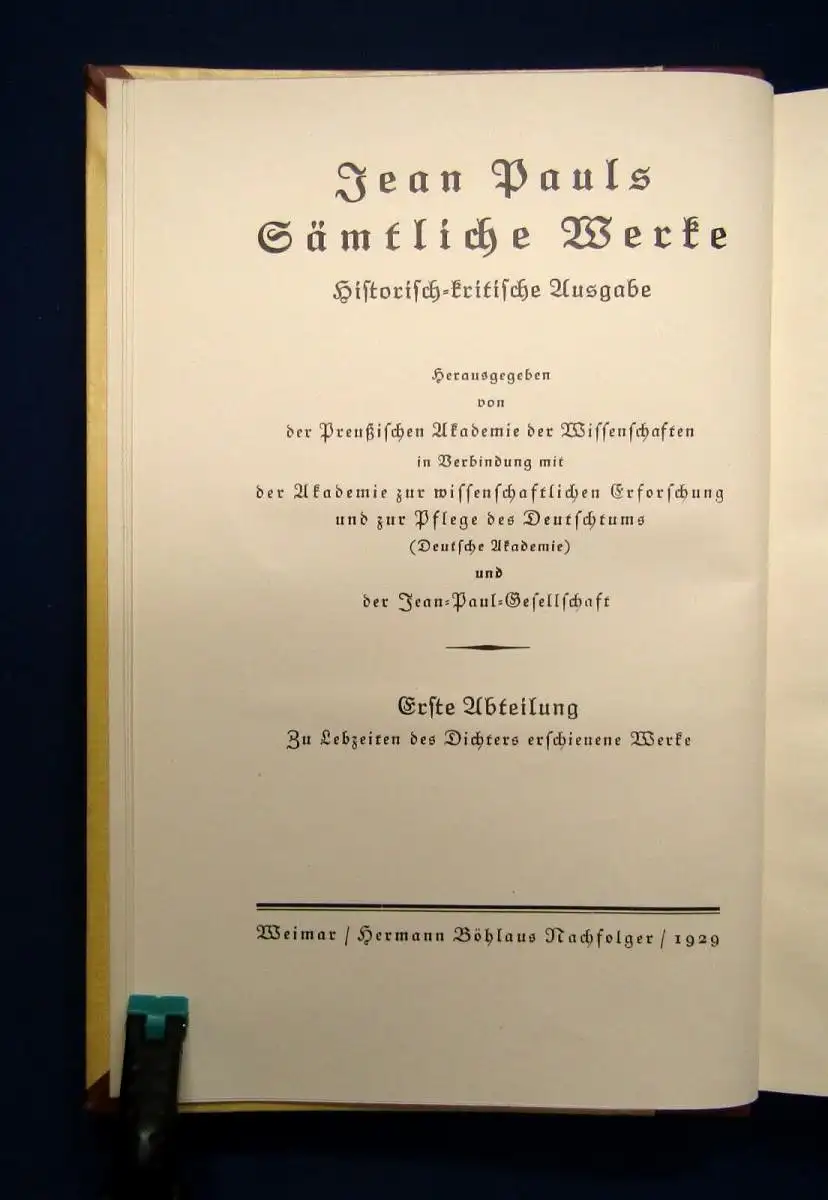 Jean Pauls
Sämtliche Werke
Historisch-kritische Ausgabe
Herausgegeben
von
der Preußischen Akademie der Wissenschaften
in Verbindung mit
der Akademie zur wissenschaftlichen Erforschung
und zur Pflege des Deutschtums
(Deutsche Akademie)
und
der Jean-Paul-Gesellschaft
Erste Abteilung
Zu Lebzeiten des Dichters erschienene Werke
Weimar / Hermann Böhlaus Nachfolger / 1929